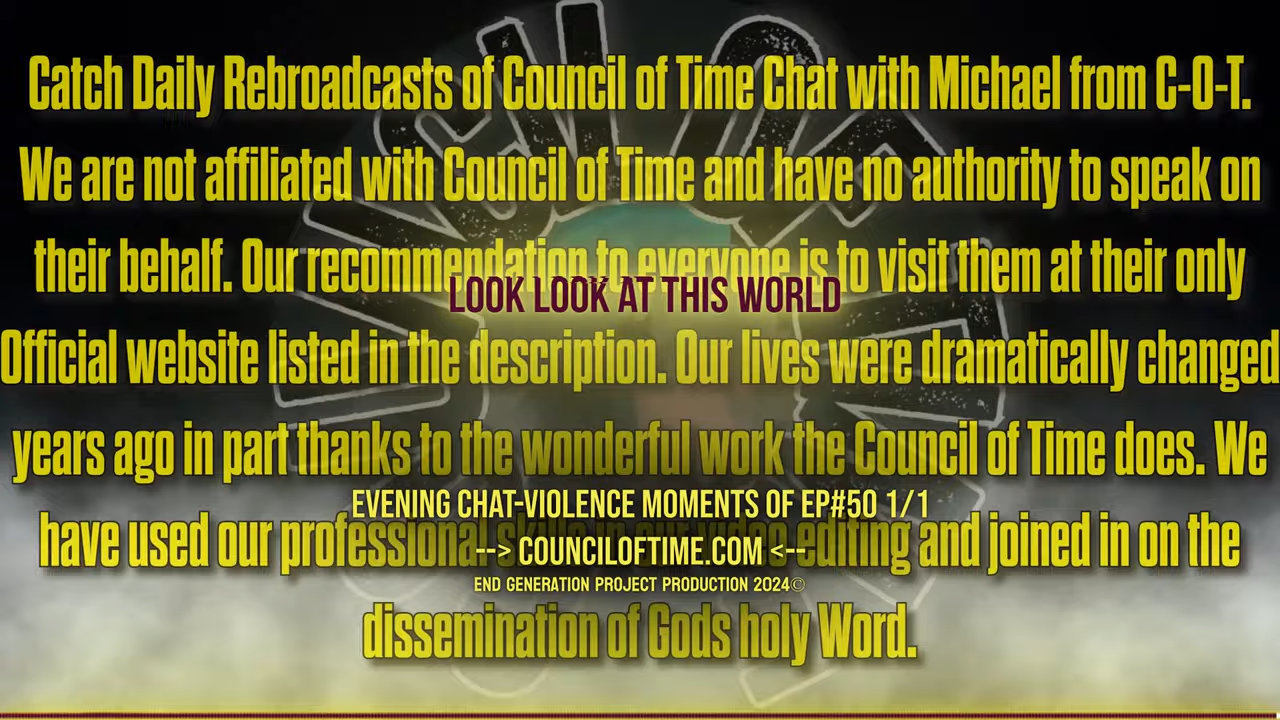 Catch Daily Rebroadcasts of Council of Time Chat with Michael from C-O-T.
We are not affiliated with Council of Time and have no authority to speak on
their behalf. Our recommendation to everyone is to visit them at their only
LOOK LOOK AT THIS WORLD
Official website listed in the description. Our lives were dramatically changed
years ago in part thanks to the wonderful work the Council of Time does. We
EVENING CHAT-VIOLENCE MOMENTS OF EP#50 1/1
have used our professional skills in our video editing and joined in on the
--> COUNCILOFTIME.COM <--
END GENERATION PROJECT PRODUCTION 2024©
dissemination of Gods holy Word.